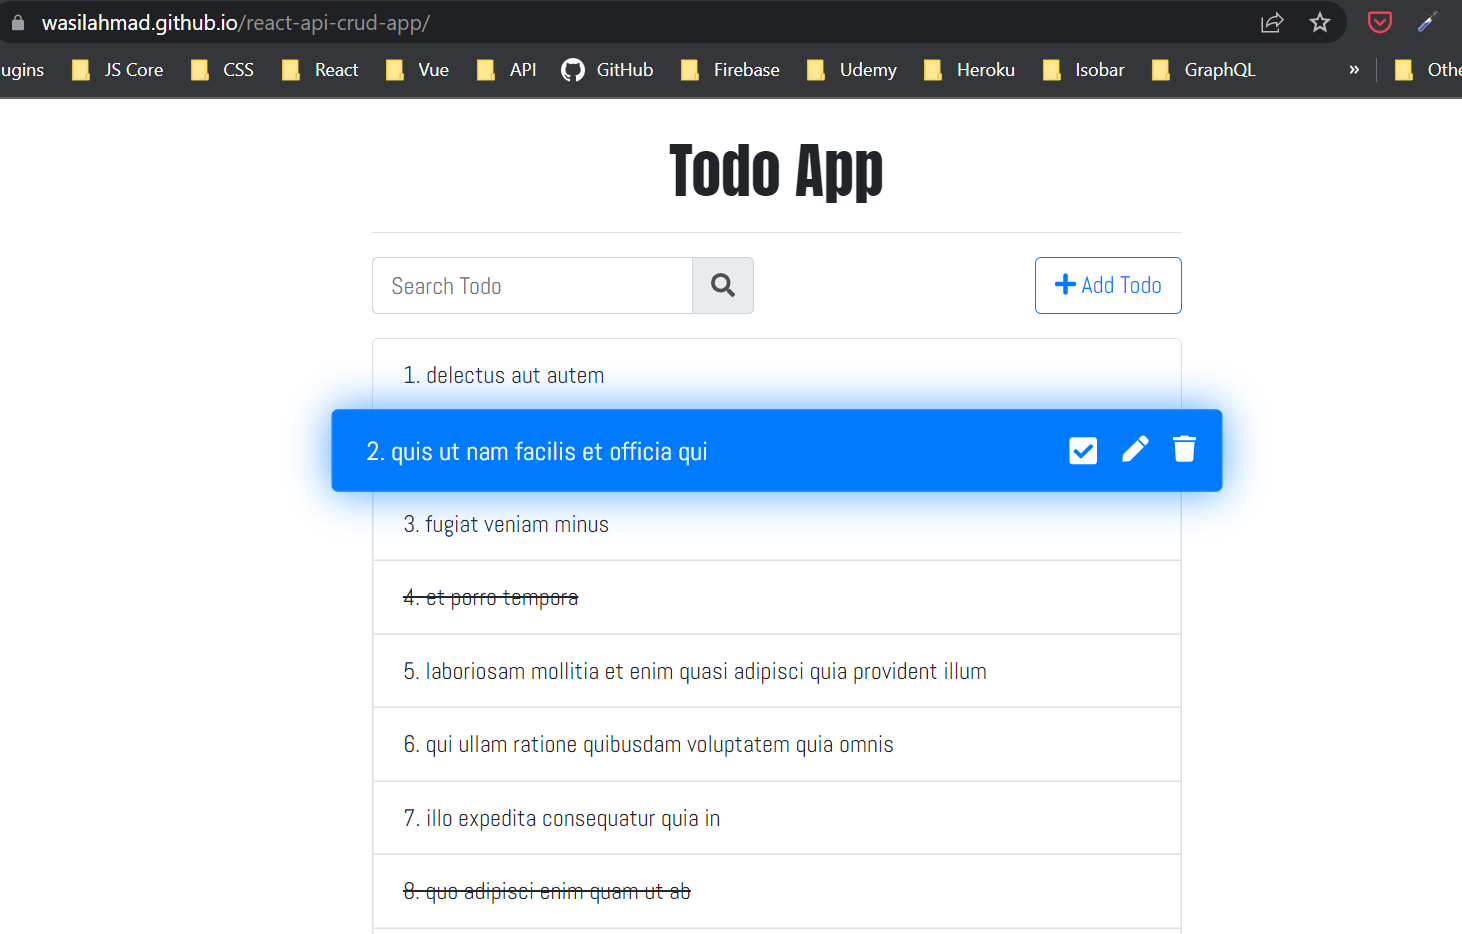 wasilahmad.github.io/react-api-crud-app/
ugins JS Core CSS React Vue API GitHub Firebase Udemy Heroku Isobar GraphQL » Othe
Todo App
Search Todo
Add Todo
1. delectus aut autem
2. quis ut nam facilis et officia qui
3. fugiat veniam minus
4. et porro tempora
5. laboriosam mollitia et enim quasi adipisci quia provident illum
6. qui ullam ratione quibusdam voluptatem quia omnis
7. illo expedita consequatur quia in
8. quo adipisci enim quam ut ab